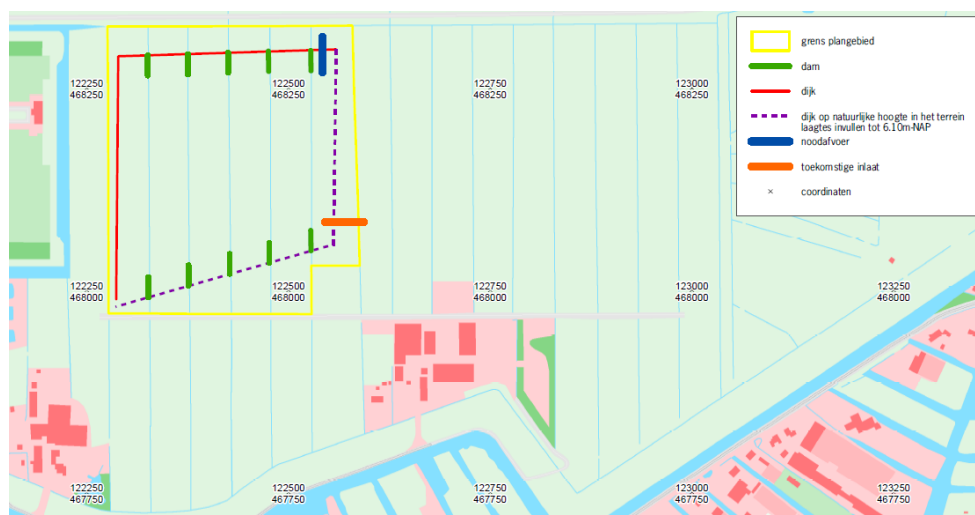 grens plangebied
dam
dijk
dijk op natuurlijke hoogte in het terrein
laagtes invullen tot 6.10m-NAP
noodafvoer
toekomstige inlaat
× coordinaten
122250 122500 122750 123000
468250 468250 468250 468250
122250 122500 122750 123000 123250
468000 468000 468000 468000 468000
122250 122500 122750 123000 123250
467750 467750 467750 467750 467750